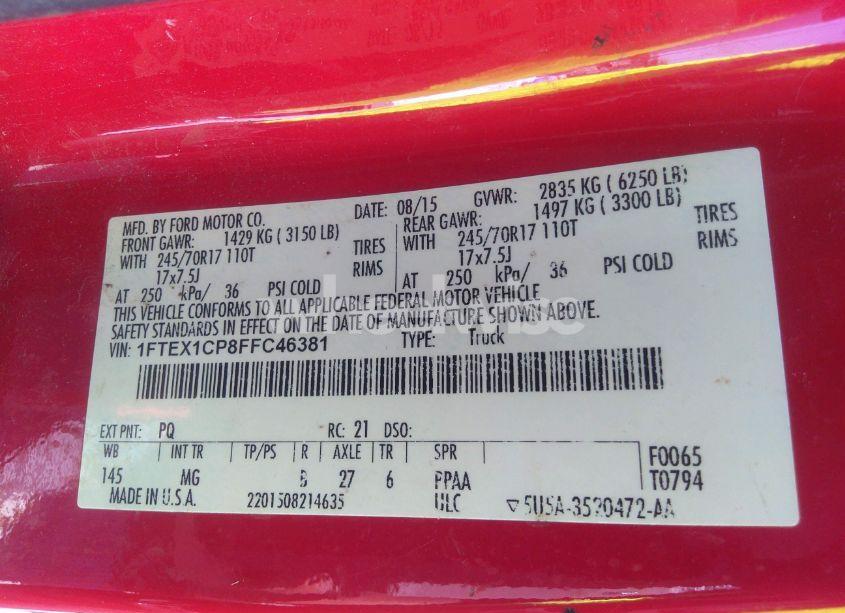 MFD. BY FORD MOTOR CO. DATE: 08/15 GVWR: 2835 KG ( 6250 LB)
FRONT GAWR: 1429 KG ( 3150 LB) REAR GAWR: 1497 KG ( 3300 LB)
WITH 245/70R17 110T TIRES WITH 245/70R17 110T TIRES
17x7.5J RIMS 17x7.5J RIMS
AT 250 kPa/ 36 PSI COLD AT 250 kPa/ 36 PSI COLD
THIS VEHICLE CONFORMS TO ALL APPLICABLE FEDERAL MOTOR VEHICLE
SAFETY STANDARDS IN EFFECT ON THE DATE OF MANUFACTURE SHOWN ABOVE.
VIN: 1FTEX1CP8FFC46381 TYPE: Truck
EXT PNT: PQ RC: 21 DSO:
WB INT TR TP/PS R AXLE TR SPR F0065
145 MG B 27 6 PPAA T0794
MADE IN U.S.A. 2201508214635 ULC 5U5A-3520472-AA